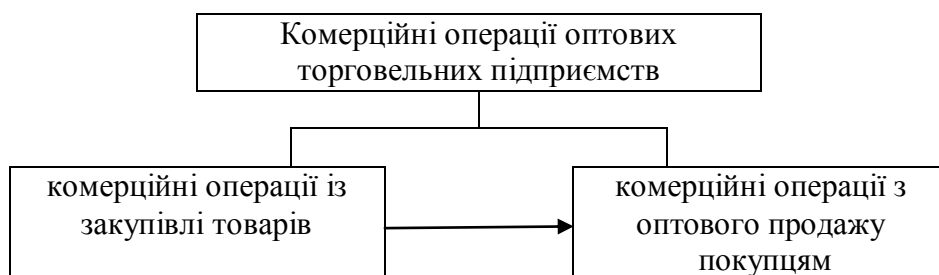 Комерційні операції оптових
торговельних підприємств
комерційні операції із
закупівлі товарів
комерційні операції з
оптового продажу
покупцям